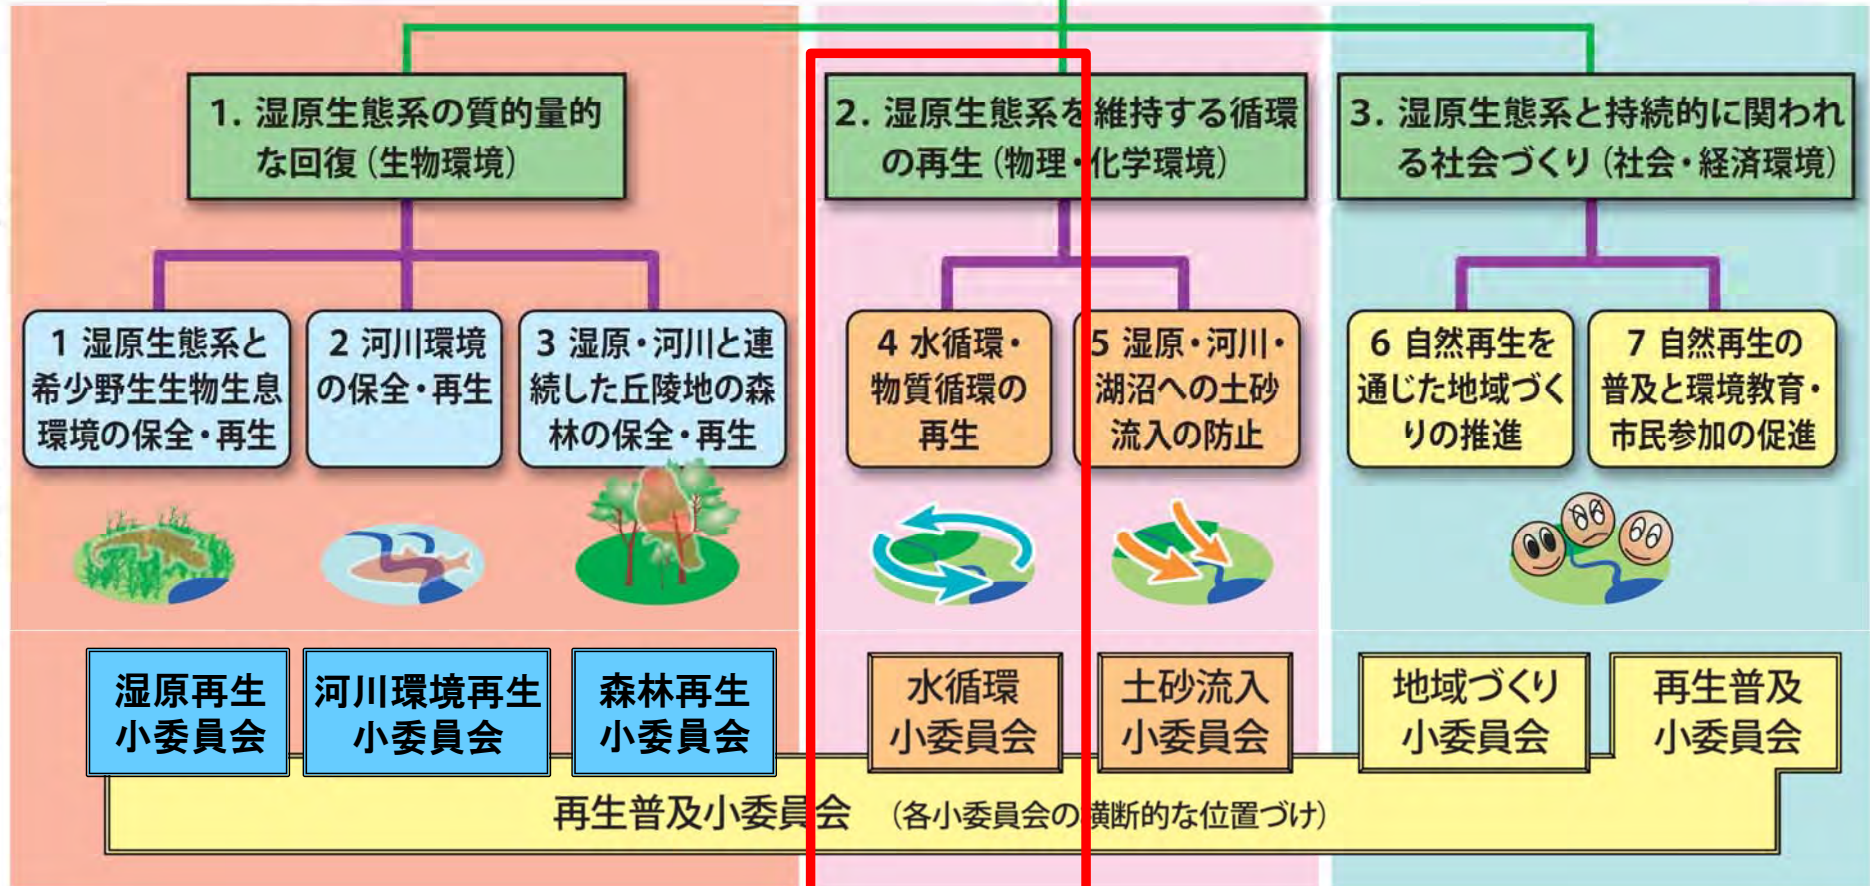 1. 湿原生態系の質的量的
な回復（生物環境）
2. 湿原生態系を維持する循環
の再生（物理・化学環境）
3. 湿原生態系と持続的に関われ
る社会づくり（社会・経済環境）
1 湿原生態系と
希少野生生物生息
環境の保全・再生
2 河川環境
の保全・再生
3 湿原・河川と連
続した丘陵地の森
林の保全・再生
4 水循環・
物質循環の
再生
5 湿原・河川・
湖沼への土砂
流入の防止
6 自然再生を
通じた地域づく
りの推進
7 自然再生の
普及と環境教育・
市民参加の促進
湿原再生
小委員会
河川環境再生
小委員会
森林再生
小委員会
水循環
小委員会
土砂流入
小委員会
地域づくり
小委員会
再生普及
小委員会
再生普及小委員会 （各小委員会の横断的な位置づけ）